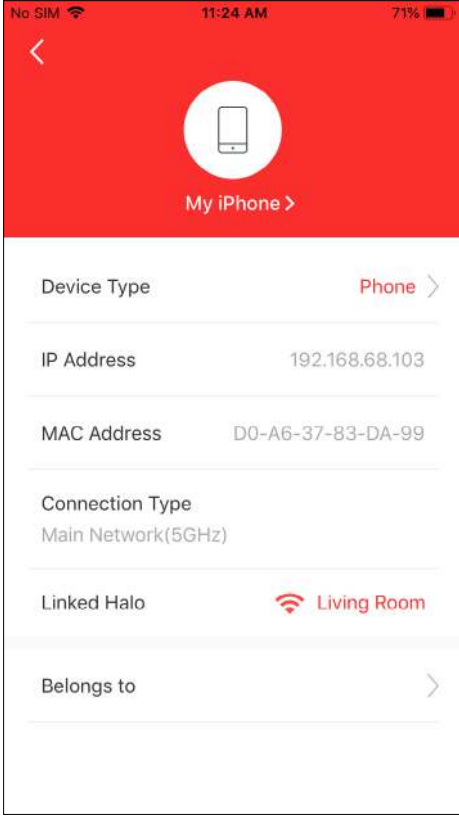 No SIM 11:24 AM 71%
My iPhone >
Device Type Phone >
IP Address 192.168.68.103
MAC Address D0-A6-37-83-DA-99
Connection Type
Main Network(5GHz)
Linked Halo Living Room
Belongs to >